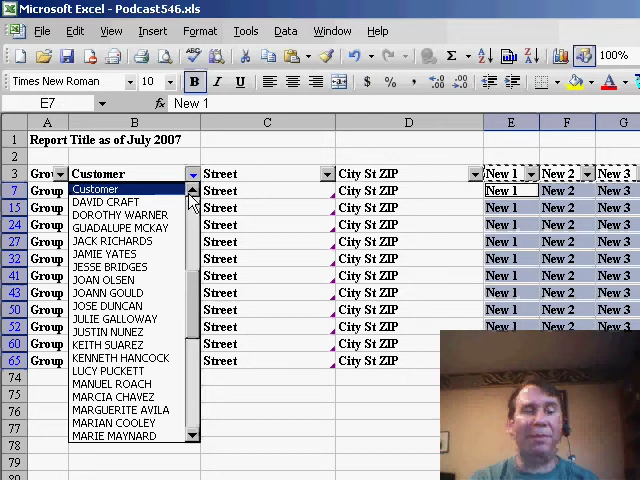 Microsoft Excel - Podcast546.xls
File Edit View Insert Format Tools Data Window Help
Σ 100%
Times New Roman 10 B I U $ % A
E7 fx New 1
A B C D E F G
1 Report Title as of July 2007
2
3 Grou Customer Street City St ZIP New 1 New 2 New 3
7 Group Customer Street City St ZIP New 1 New 2 New 3
15 Group DAVID CRAFT Street City St ZIP New 1 New 2 New 3
DOROTHY WARNER
24 Group GUADALUPE MCKAY Street City St ZIP New 1 New 2 New 3
27 Group JACK RICHARDS Street City St ZIP New 1 New 2 New 3
32 Group JAMIE YATES Street City St ZIP New 1 New 2 New 3
JESSE BRIDGES
41 Group JOAN OLSEN Street City St ZIP New 1 New 2 New 3
43 Group JOANN GOULD Street City St ZIP New 1 New 2 New 3
50 Group JOSE DUNCAN Street City St ZIP New 1 New 2 New 3
JULIE GALLOWAY
52 Group JUSTIN NUNEZ Street City St ZIP New 1 New 2 New 3
60 Group KEITH SUAREZ Street City St ZIP
65 Group KENNETH HANCOCK Street City St ZIP
LUCY PUCKETT
74
MANUEL ROACH
75 MARCIA CHAVEZ
76 MARGUERITE AVILA
77 MARIAN COOLEY
78 MARIE MAYNARD
79
80